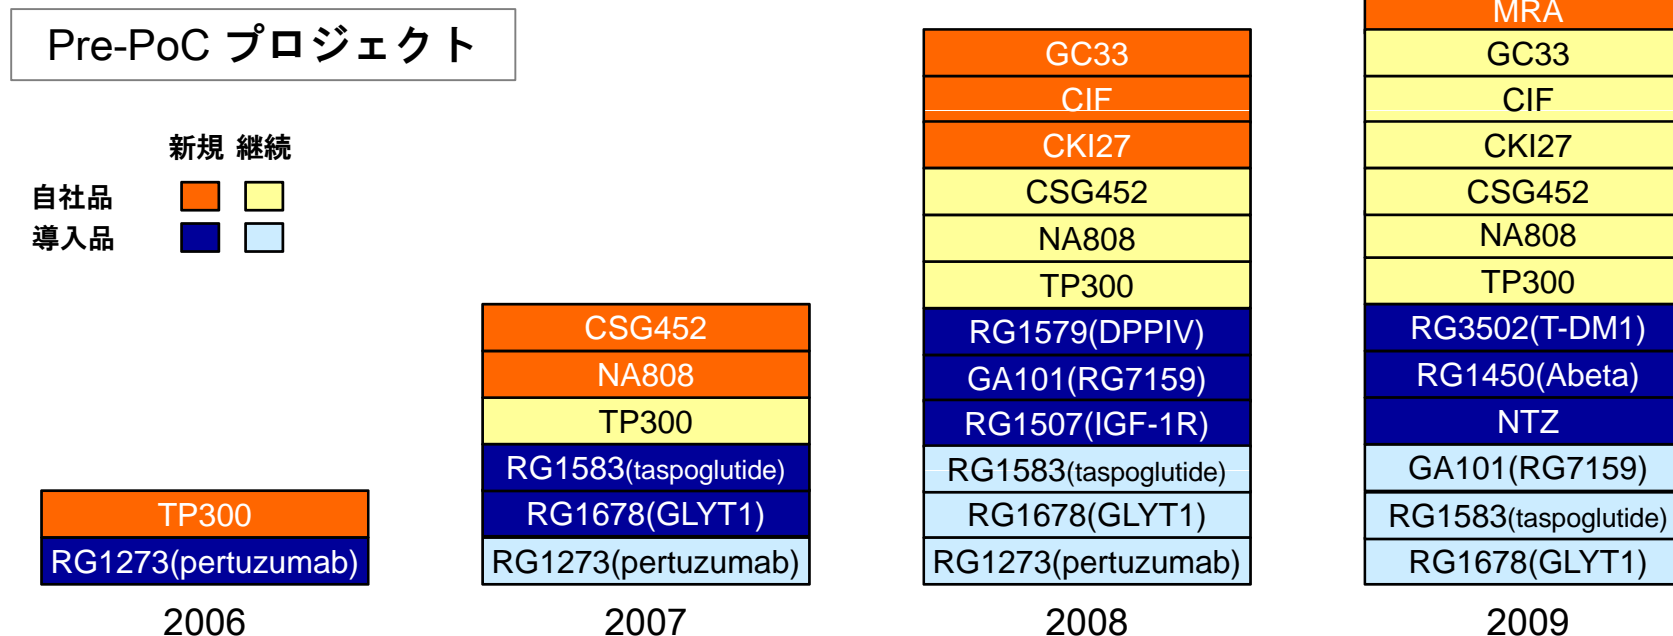 Pre-PoC プロジェクト
新規 継続
自社品
導入品
TP300
RG1273(pertuzumab)
2006
CSG452
NA808
TP300
RG1583(taspoglutide)
RG1678(GLYT1)
RG1273(pertuzumab)
2007
GC33
CIF
CKI27
CSG452
NA808
TP300
RG1579(DPPIV)
GA101(RG7159)
RG1507(IGF-1R)
RG1583(taspoglutide)
RG1678(GLYT1)
RG1273(pertuzumab)
2008
MRA
GC33
CIF
CKI27
CSG452
NA808
TP300
RG3502(T-DM1)
RG1450(Abeta)
NTZ
GA101(RG7159)
RG1583(taspoglutide)
RG1678(GLYT1)
2009